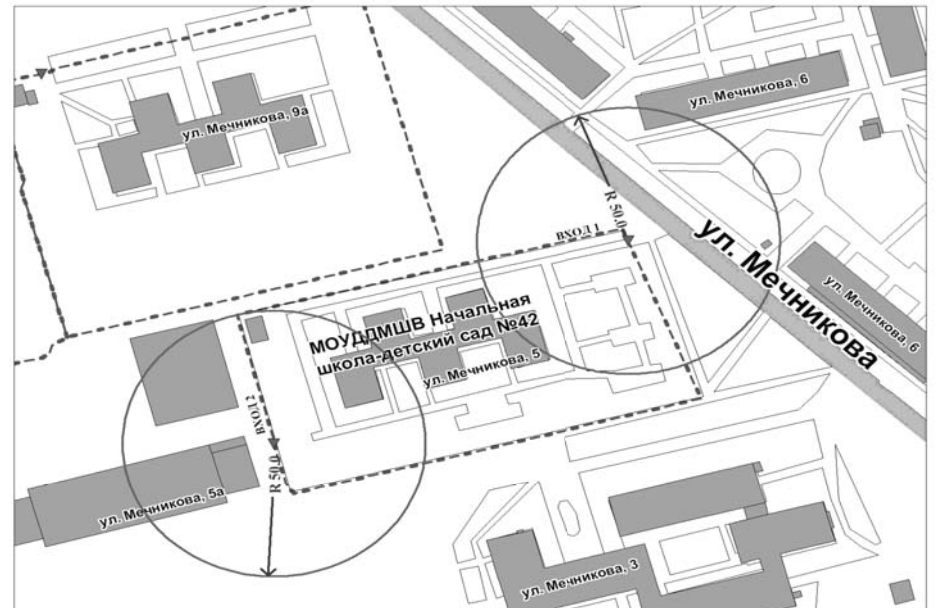 ул. Мечникова, 6
ул. Мечникова, 9а
R 50.0
ВХОД 1
ул. Мечникова
ул. Мечникова, 6
МОУДДМШВ Начальная
школа-детский сад №42
ул. Мечникова, 5
ВХОД 2
R 50.0
ул. Мечникова, 5а
ул. Мечникова, 3